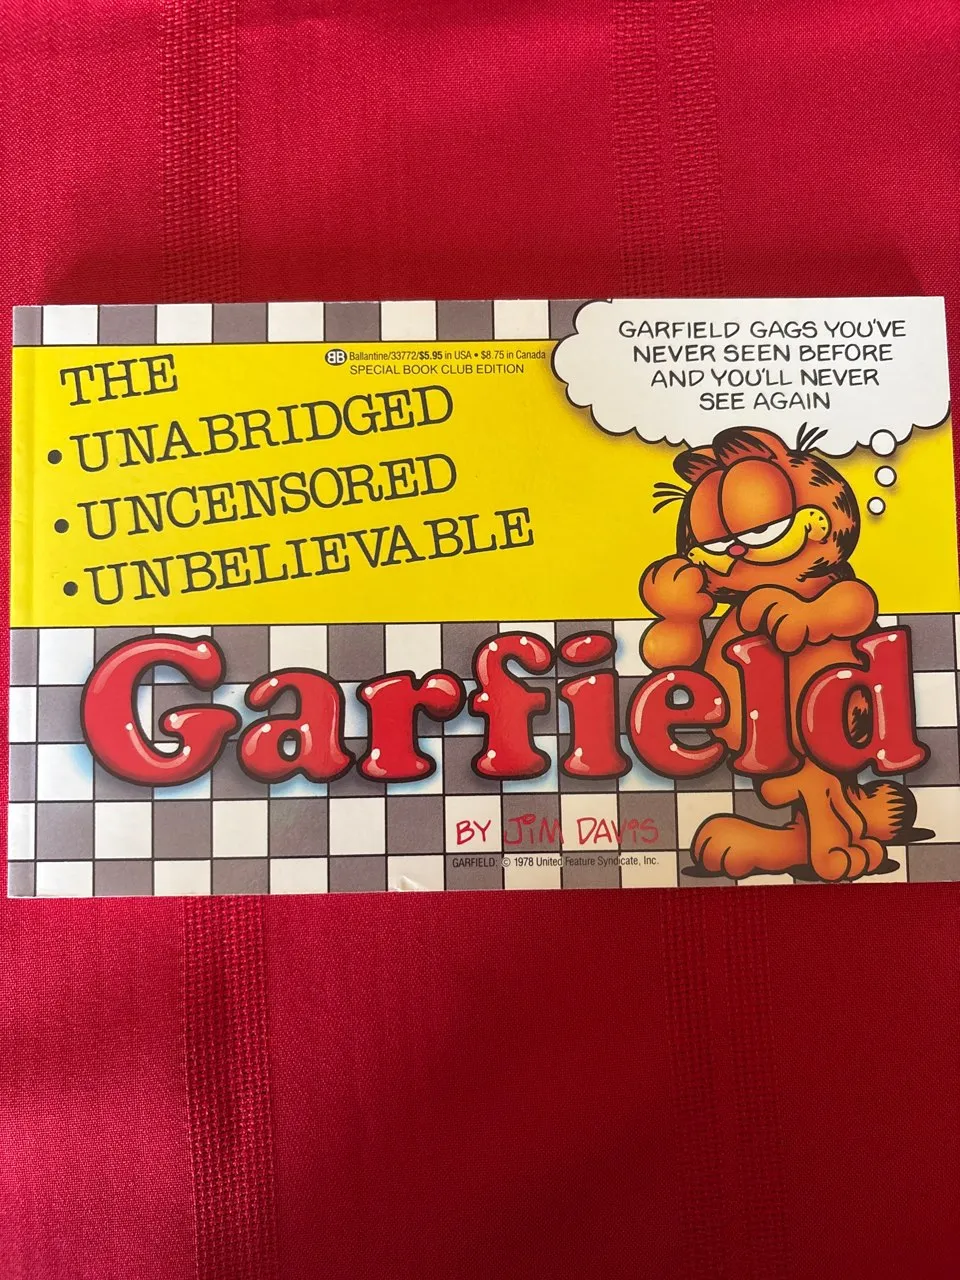 THE
• UNABRIDGED
• UNCENSORED
• UNBELIEVABLE
BB Ballantine/33772/$5.95 in USA • $8.75 in Canada
SPECIAL BOOK CLUB EDITION
GARFIELD GAGS YOU'VE
NEVER SEEN BEFORE
AND YOU'LL NEVER
SEE AGAIN
Garfield
BY JIM DAVIS
GARFIELD: © 1978 United Feature Syndicate, Inc.